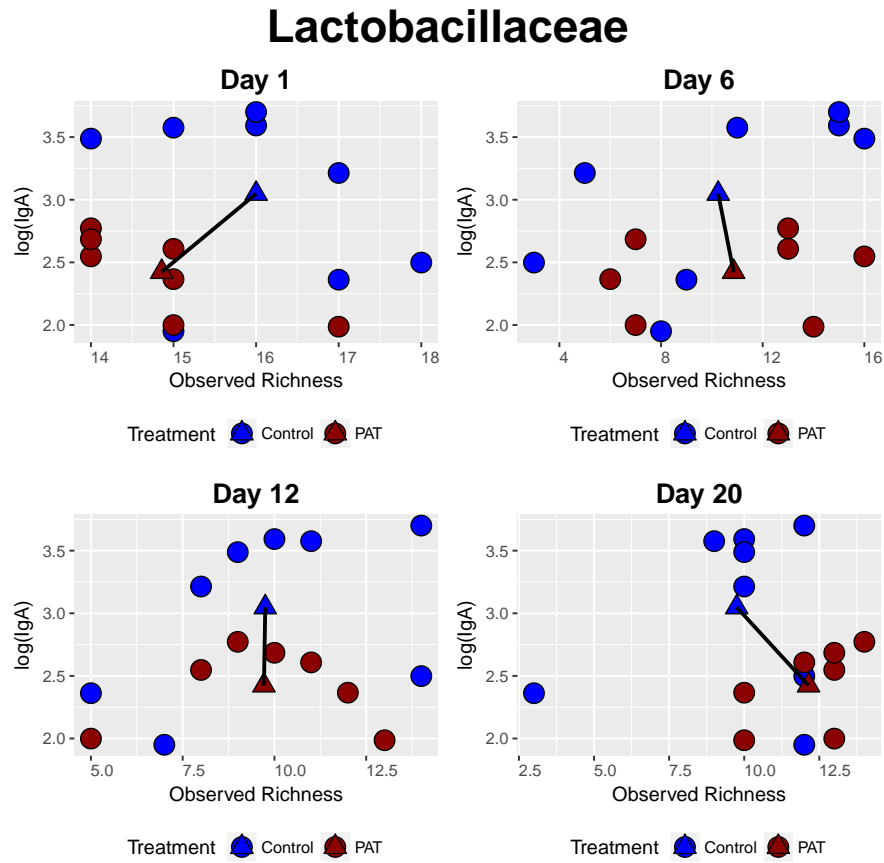 Lactobacillaceae
Day 1
3.5
3.0
2.5
2.0
log(IgA)
14 15 16 17 18
Observed Richness
Treatment Control PAT
Day 6
3.5
3.0
2.5
2.0
log(IgA)
4 8 12 16
Observed Richness
Treatment Control PAT
Day 12
3.5
3.0
2.5
2.0
log(IgA)
5.0 7.5 10.0 12.5
Observed Richness
Treatment Control PAT
Day 20
3.5
3.0
2.5
2.0
log(IgA)
2.5 5.0 7.5 10.0 12.5
Observed Richness
Treatment Control PAT